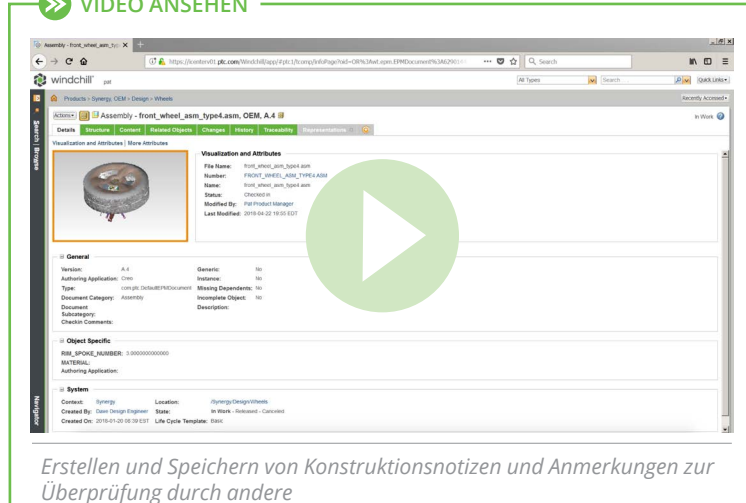 VIDEO ANSEHEN
Assembly - front_wheel_asm_typ
https://icenterv01.ptc.com/Windchill/app/#ptc1/tcomp/infoPage?oid=OR%3Awt.epm.EPMDocument%3A629016
Search
windchill pat
All Types Search Quick Links
Products > Synergy, OEM > Design > Wheels
Recently Accessed
Actions Assembly - front_wheel_asm_type4.asm, OEM, A.4
In Work
Details Structure Content Related Objects Changes History Traceability Representations
Search | Browse
Visualization and Attributes | More Attributes
Visualization and Attributes
File Name: front_wheel_asm_type4.asm
Number: FRONT_WHEEL_ASM_TYPE4.ASM
Name: front_wheel_asm_type4.asm
Status: Checked in
Modified By: Pat Product Manager
Last Modified: 2018-04-22 19:55 EDT
General
Version: A.4 Generic: No
Authoring Application: Creo Instance: No
Type: com.ptc.DefaultEPMDocument Missing Dependents: No
Document Category: Assembly Incomplete Object: No
Document Subcategory: Description:
Checkin Comments:
Object Specific
RIM_SPOKE_NUMBER: 3.0000000000000
MATERIAL:
Authoring Application:
System
Context: Synergy Location: /Synergy/Design/Wheels
Created By: Dave Design Engineer State: In Work - Released - Canceled
Created On: 2018-01-20 08:39 EST Life Cycle Template: Basic
Navigator
Erstellen und Speichern von Konstruktionsnotizen und Anmerkungen zur
Überprüfung durch andere